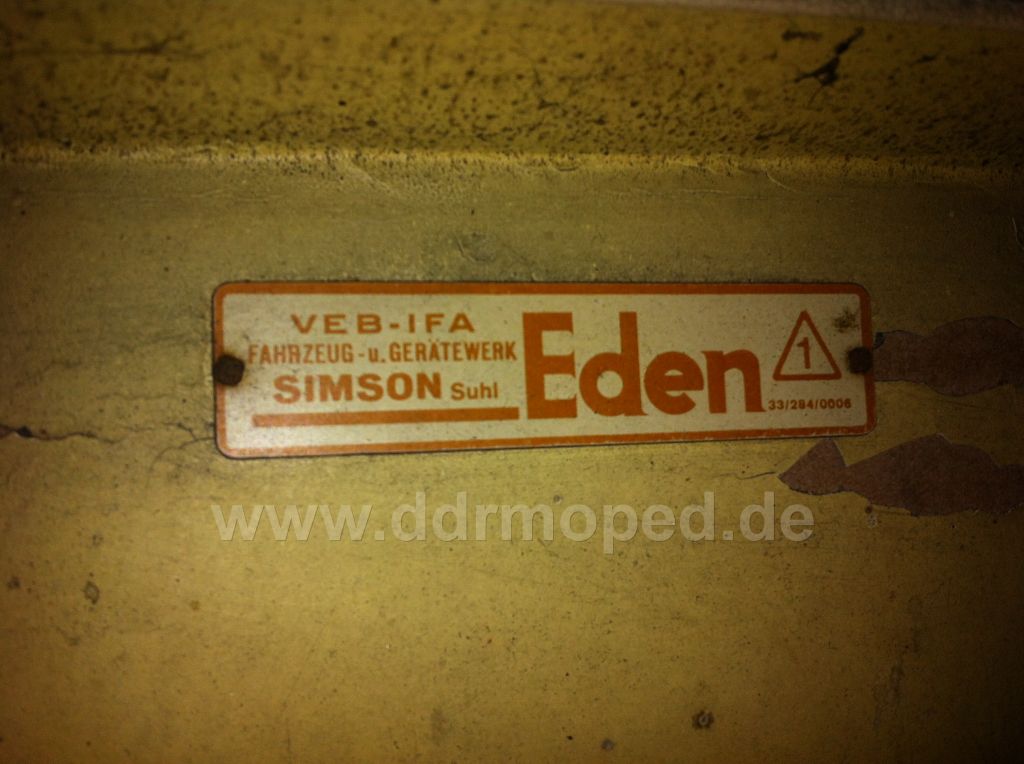 VEB-IFA
FAHRZEUG-u. GERÄTEWERK
SIMSON Suhl
Eden
1
33/284/0006
www.ddrmoped.de